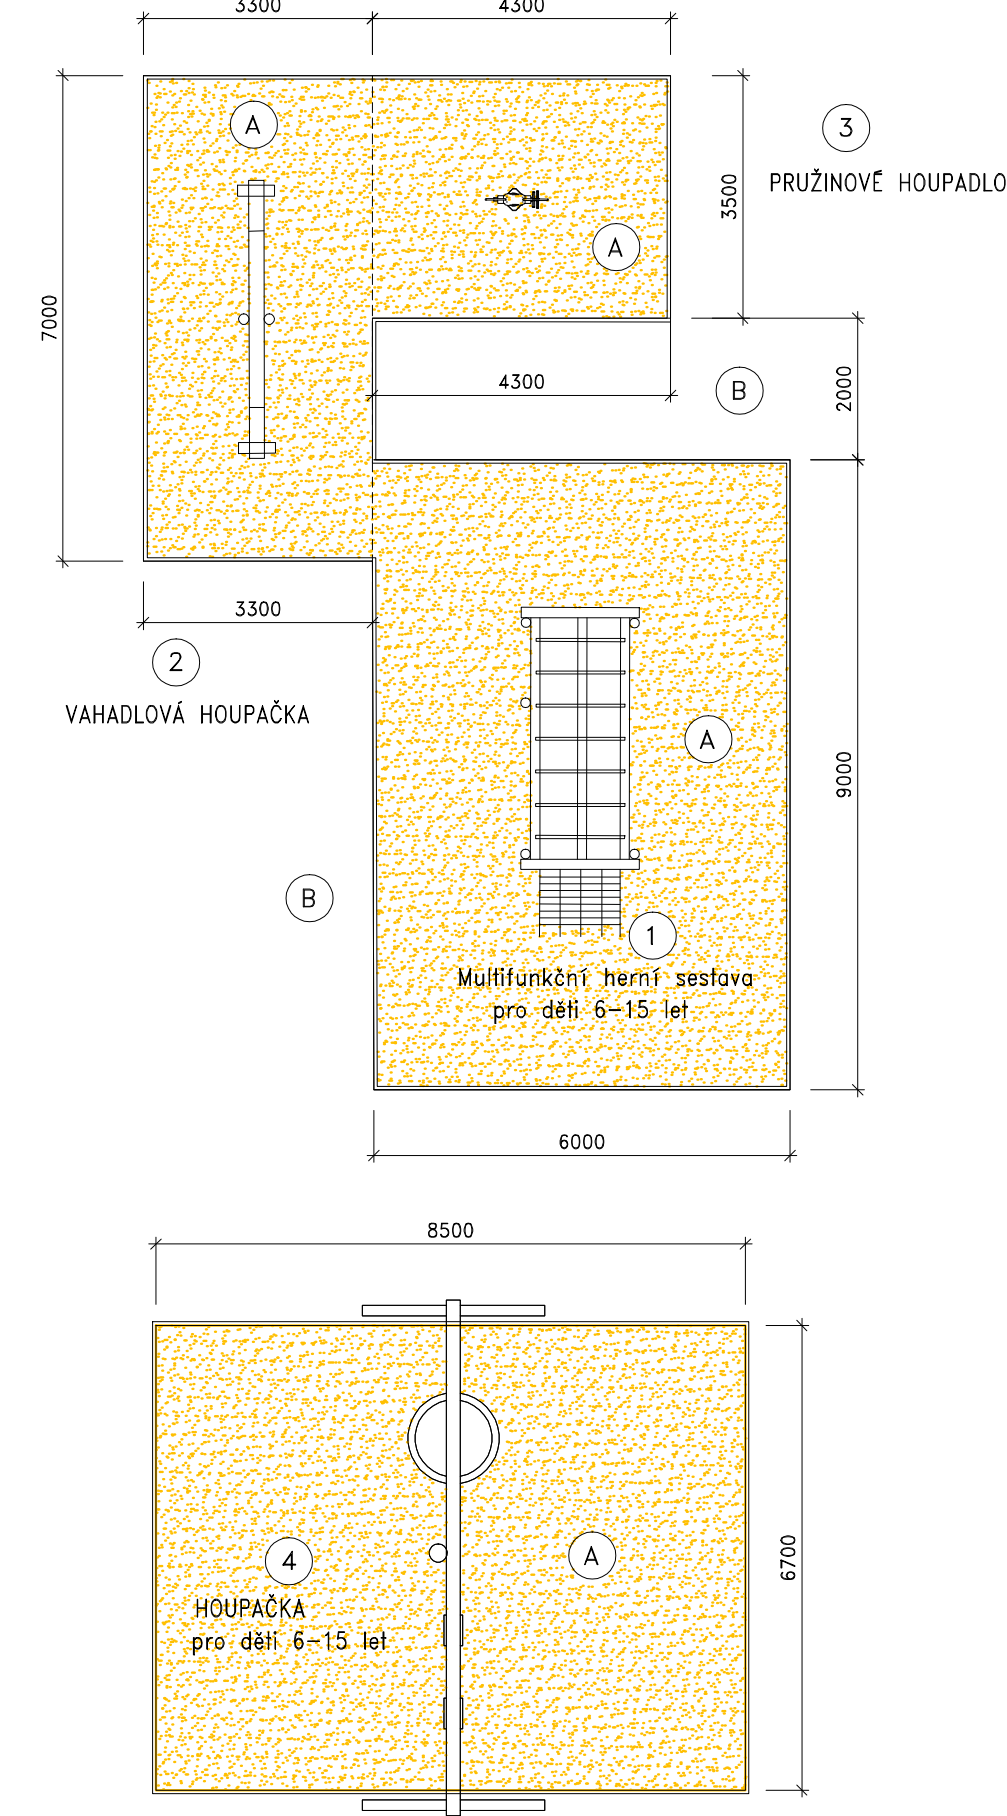 3300
4300
A
3
PRUŽINOVÉ HOUPADLO
3500
A
7000
4300
B
2000
3300
2
VAHADLOVÁ HOUPAČKA
A
9000
B
1
Multifunkční herní sestava
pro děti 6-15 let
6000
8500
4
A
6700
HOUPAČKA
pro děti 6-15 let